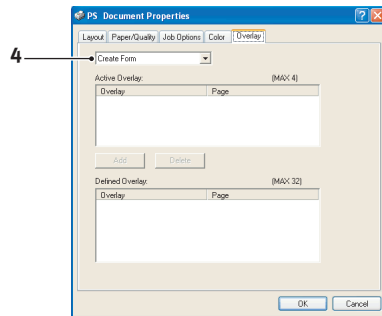 PS Document Properties
Layout Paper/Quality Job Options Color Overlay
4
Create Form
Active Overlay: (MAX 4)
Overlay Page
Add Delete
Defined Overlay: (MAX 32)
Overlay Page
OK Cancel